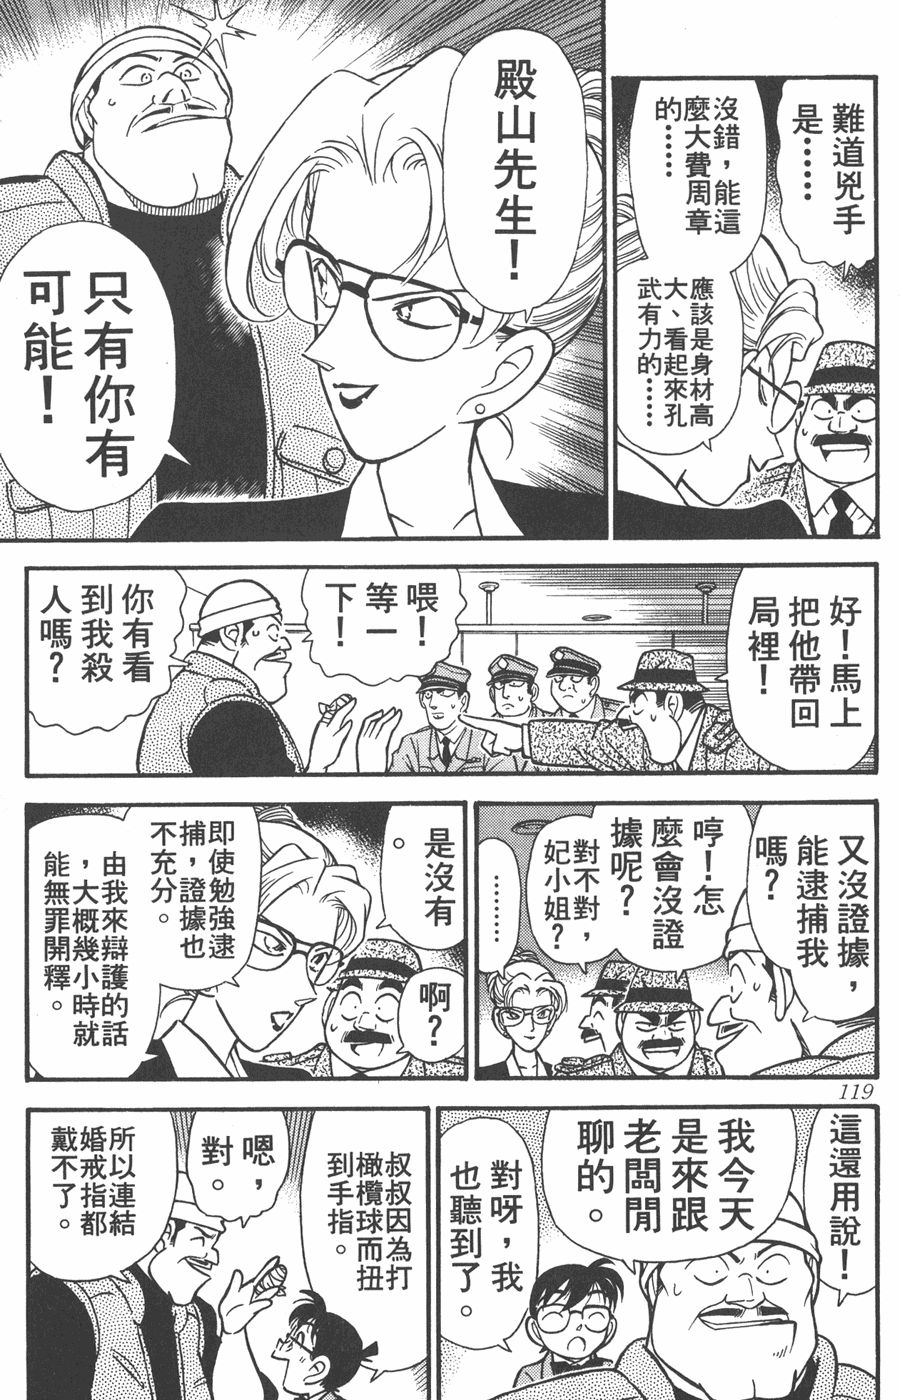 難道兇手
是……
沒錯，能這
麼大費周章
的……
應該是身材高
大、看起來孔
武有力的……
殿山先生！
只有你有
可能！
好！馬上
把他帶回
局裡！
喂！
等一
下！
你有看
到我殺
人嗎？
又沒證據，
能逮捕我
嗎？
哼！怎
麼會沒證
據呢？
對不對，
妃小姐？
……
是沒有
。
啊？
即使勉強逮
捕，證據也
不充分。
由我來辯護的話
，大概幾小時就
能無罪開釋。
119
這還用說！
我今天
是來跟
老闆閒
聊的。
對呀，我
也聽到了。
叔叔因為打
橄欖球而扭
到手指。
嗯，
對。
所以連結
婚戒指都
戴不了。